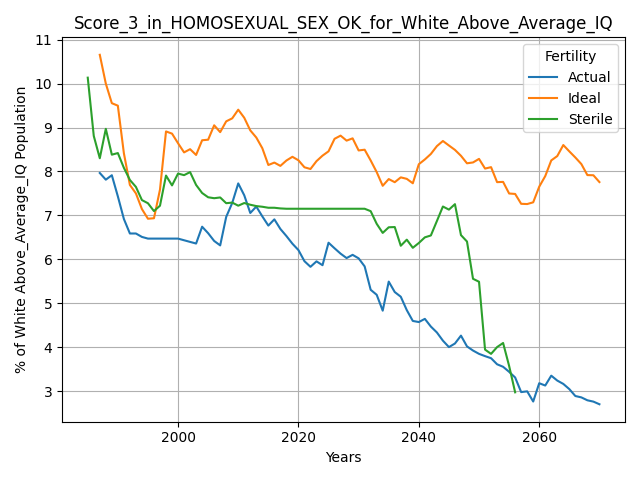 Score_3_in_HOMOSEXUAL_SEX_OK_for_White_Above_Average_IQ
% of White Above_Average_IQ Population
11
10
9
8
7
6
5
4
3
Fertility
Actual
Ideal
Sterile
2000 2020 2040 2060
Years